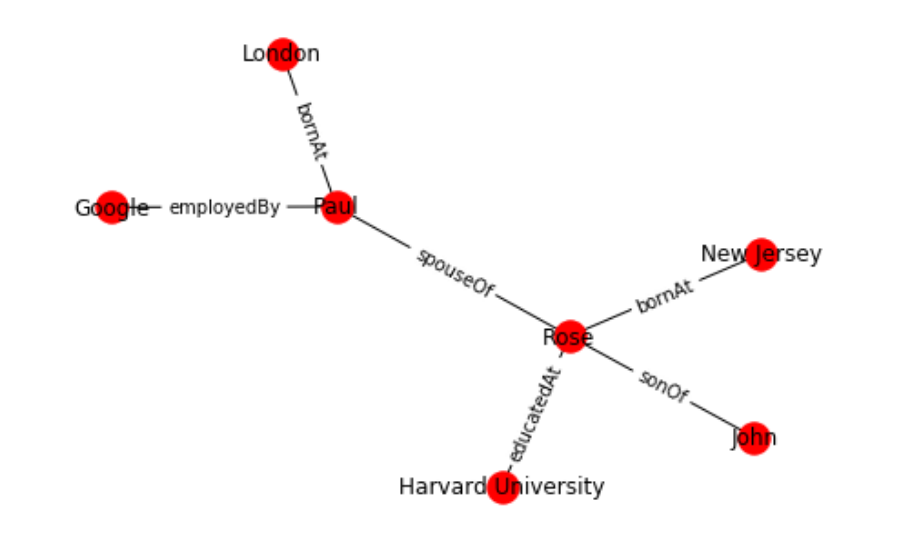 London
bornAt
Google
employedBy
Paul
spouseOf
New Jersey
bornAt
Rose
sonOf
educatedAt
John
Harvard University